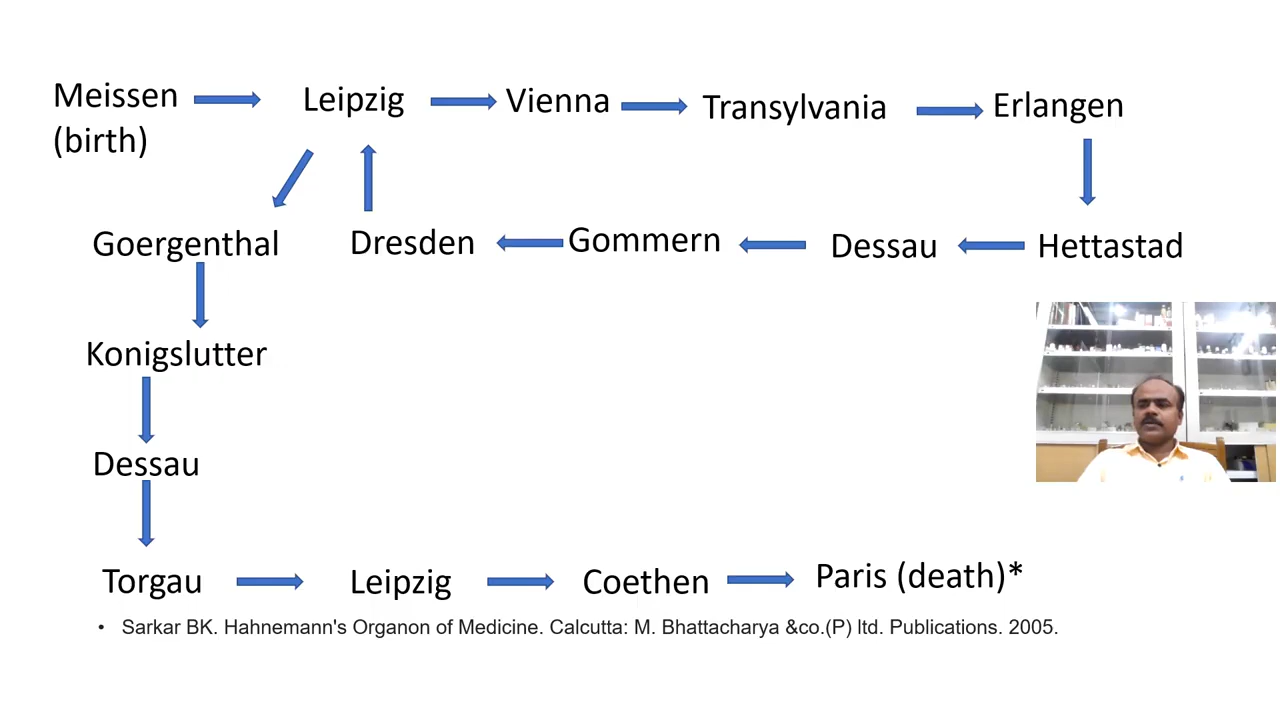 Meissen
(birth)
Leipzig
Vienna
Transylvania
Erlangen
Goergenthal
Dresden
Gommern
Dessau
Hettastad
Konigslutter
Dessau
Torgau
Leipzig
Coethen
Paris (death)*
• Sarkar BK. Hahnemann's Organon of Medicine. Calcutta: M. Bhattacharya &co.(P) ltd. Publications. 2005.